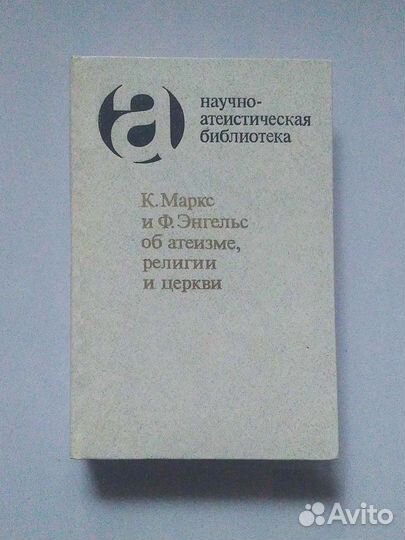 а
научно-
атеистическая
библиотека
К. Маркс
и Ф. Энгельс
об атеизме,
религии
и церкви
Avito